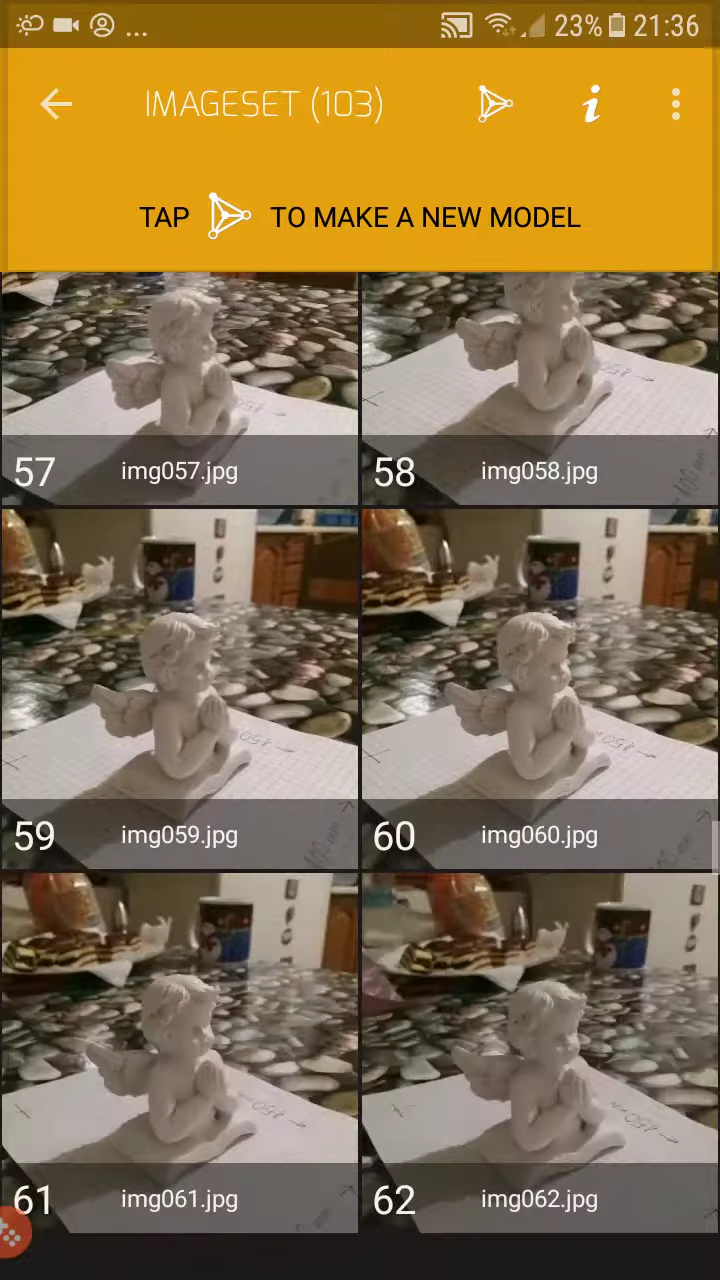 ... 23% 21:36
IMAGESET (103)
TAP TO MAKE A NEW MODEL
57 img057.jpg
58 img058.jpg
59 img059.jpg
60 img060.jpg
61 img061.jpg
62 img062.jpg